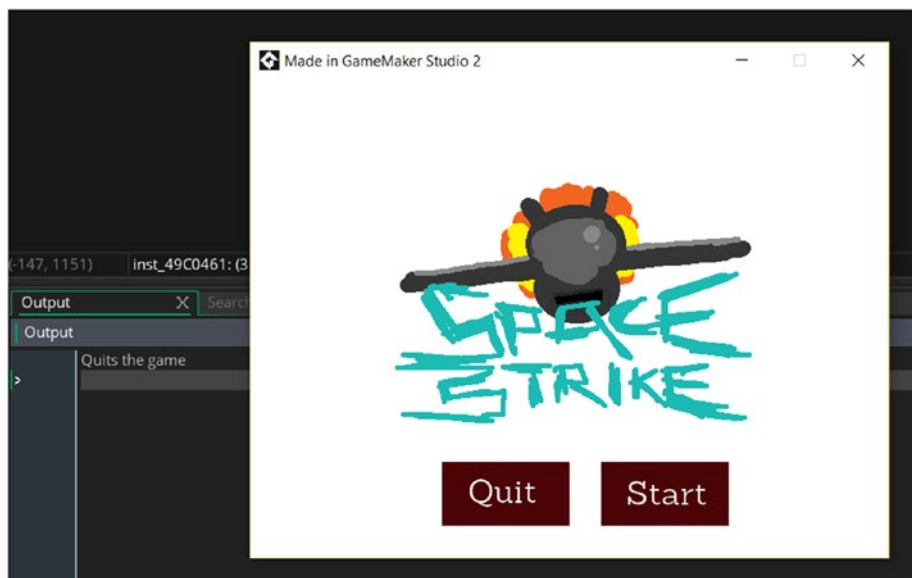 Made in GameMaker Studio 2
SPACE
STRIKE
Quit Start
(-147, 1151) inst_49C0461: (3
Output Search
Output
Quits the game
>